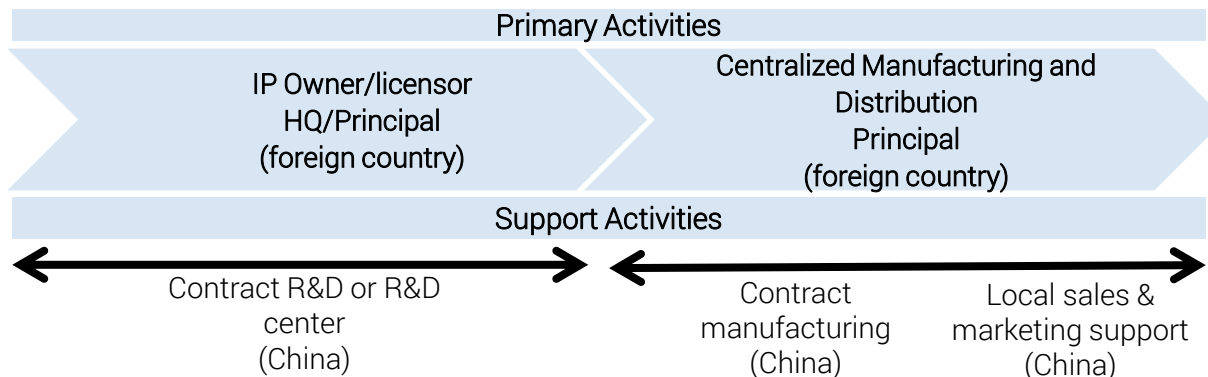 Primary Activities
IP Owner/licensor
HQ/Principal
(foreign country)
Centralized Manufacturing and
Distribution
Principal
(foreign country)
Support Activities
Contract R&D or R&D
center
(China)
Contract
manufacturing
(China)
Local sales &
marketing support
(China)